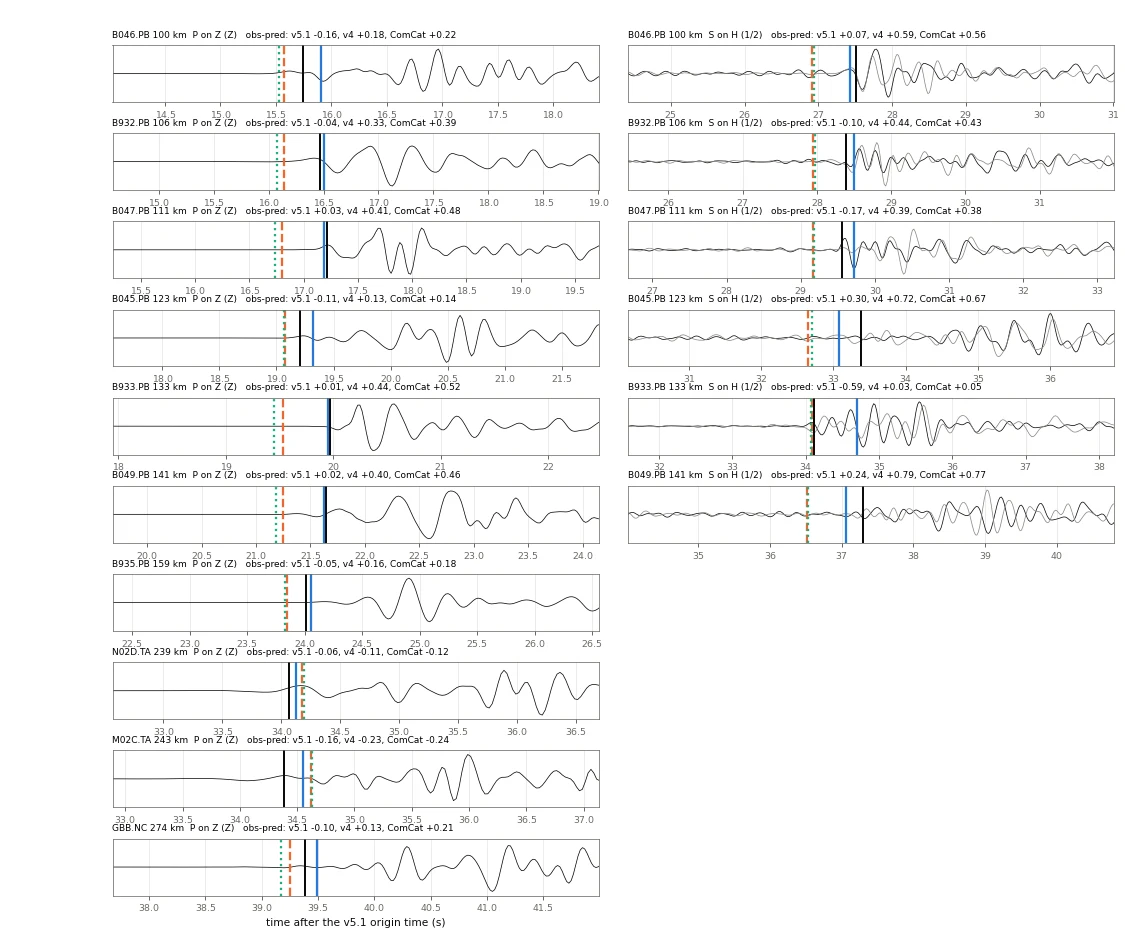 B046.PB 100 km  P on Z (Z)   obs-pred: v5.1 -0.16, v4 +0.18, ComCat +0.22
14.5 15.0 15.5 16.0 16.5 17.0 17.5 18.0
B932.PB 106 km  P on Z (Z)   obs-pred: v5.1 -0.04, v4 +0.33, ComCat +0.39
15.0 15.5 16.0 16.5 17.0 17.5 18.0 18.5 19.0
B047.PB 111 km  P on Z (Z)   obs-pred: v5.1 +0.03, v4 +0.41, ComCat +0.48
15.5 16.0 16.5 17.0 17.5 18.0 18.5 19.0 19.5
B045.PB 123 km  P on Z (Z)   obs-pred: v5.1 -0.11, v4 +0.13, ComCat +0.14
18.0 18.5 19.0 19.5 20.0 20.5 21.0 21.5
B933.PB 133 km  P on Z (Z)   obs-pred: v5.1 +0.01, v4 +0.44, ComCat +0.52
18 19 20 21 22
B049.PB 141 km  P on Z (Z)   obs-pred: v5.1 +0.02, v4 +0.40, ComCat +0.46
20.0 20.5 21.0 21.5 22.0 22.5 23.0 23.5 24.0
B935.PB 159 km  P on Z (Z)   obs-pred: v5.1 -0.05, v4 +0.16, ComCat +0.18
22.5 23.0 23.5 24.0 24.5 25.0 25.5 26.0 26.5
N02D.TA 239 km  P on Z (Z)   obs-pred: v5.1 -0.06, v4 -0.11, ComCat -0.12
33.0 33.5 34.0 34.5 35.0 35.5 36.0 36.5
M02C.TA 243 km  P on Z (Z)   obs-pred: v5.1 -0.16, v4 -0.23, ComCat -0.24
33.0 33.5 34.0 34.5 35.0 35.5 36.0 36.5 37.0
GBB.NC 274 km  P on Z (Z)   obs-pred: v5.1 -0.10, v4 +0.13, ComCat +0.21
38.0 38.5 39.0 39.5 40.0 40.5 41.0 41.5
time after the v5.1 origin time (s)
B046.PB 100 km  S on H (1/2)   obs-pred: v5.1 +0.07, v4 +0.59, ComCat +0.56
25 26 27 28 29 30 31
B932.PB 106 km  S on H (1/2)   obs-pred: v5.1 -0.10, v4 +0.44, ComCat +0.43
26 27 28 29 30 31
B047.PB 111 km  S on H (1/2)   obs-pred: v5.1 -0.17, v4 +0.39, ComCat +0.38
27 28 29 30 31 32 33
B045.PB 123 km  S on H (1/2)   obs-pred: v5.1 +0.30, v4 +0.72, ComCat +0.67
31 32 33 34 35 36
B933.PB 133 km  S on H (1/2)   obs-pred: v5.1 -0.59, v4 +0.03, ComCat +0.05
32 33 34 35 36 37 38
B049.PB 141 km  S on H (1/2)   obs-pred: v5.1 +0.24, v4 +0.79, ComCat +0.77
35 36 37 38 39 40